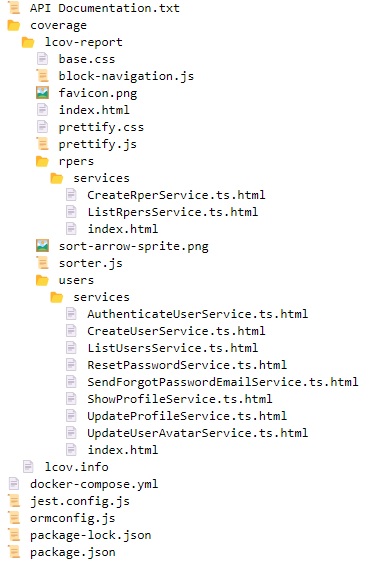 API Documentation.txt
coverage
lcov-report
base.css
block-navigation.js
favicon.png
index.html
prettify.css
prettify.js
rpers
services
CreateRperService.ts.html
ListRpersService.ts.html
index.html
sort-arrow-sprite.png
sorter.js
users
services
AuthenticateUserService.ts.html
CreateUserService.ts.html
ListUsersService.ts.html
ResetPasswordService.ts.html
SendForgotPasswordEmailService.ts.html
ShowProfileService.ts.html
UpdateProfileService.ts.html
UpdateUserAvatarService.ts.html
index.html
lcov.info
docker-compose.yml
jest.config.js
ormconfig.js
package-lock.json
package.json